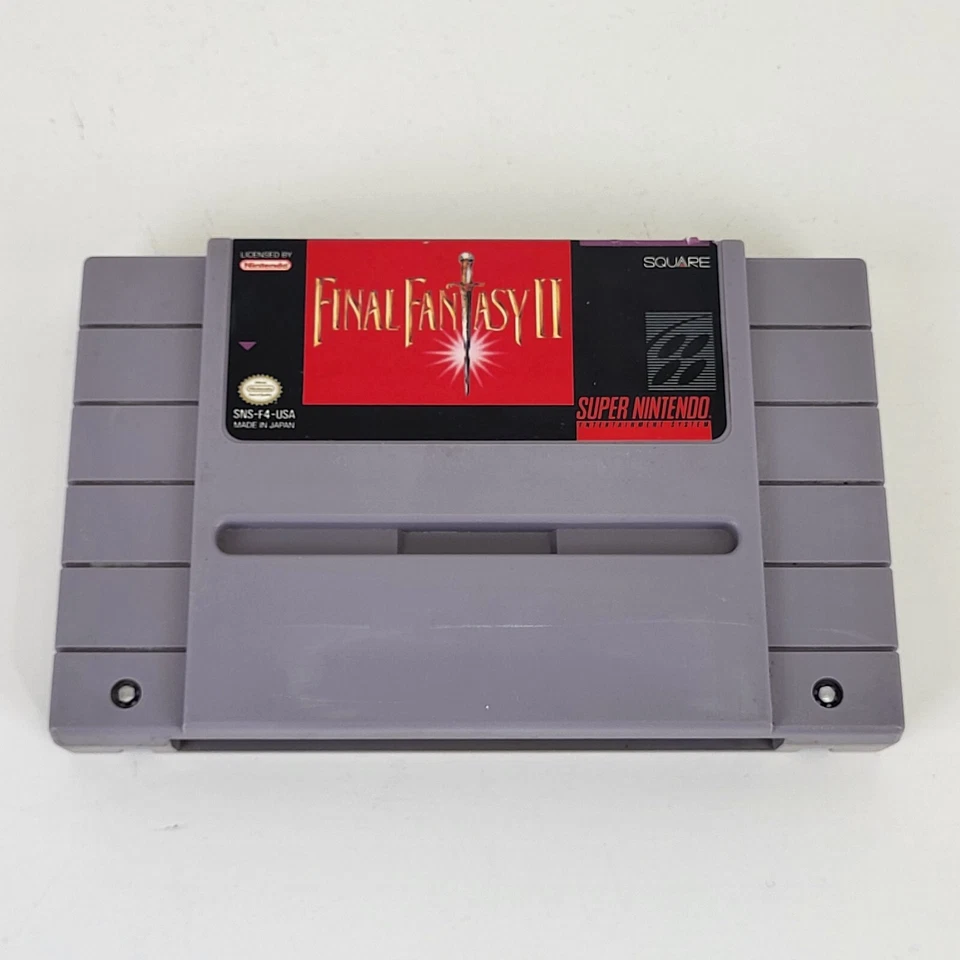 LICENSED BY
Nintendo
FINAL FANTASY II
SQUARE
SNS-F4-USA
MADE IN JAPAN
SUPER NINTENDO
ENTERTAINMENT SYSTEM